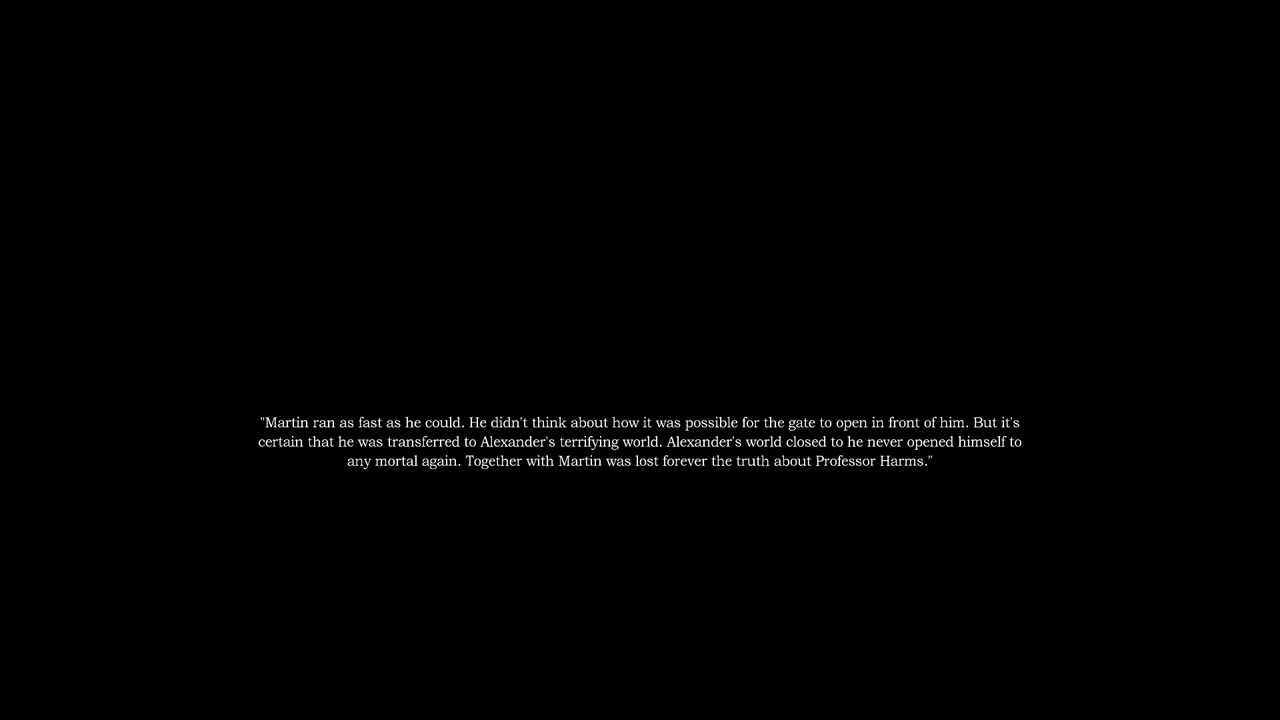 "Martin ran as fast as he could. He didn't think about how it was possible for the gate to open in front of him. But it's
certain that he was transferred to Alexander's terrifying world. Alexander's world closed to he never opened himself to
any mortal again. Together with Martin was lost forever the truth about Professor Harms."